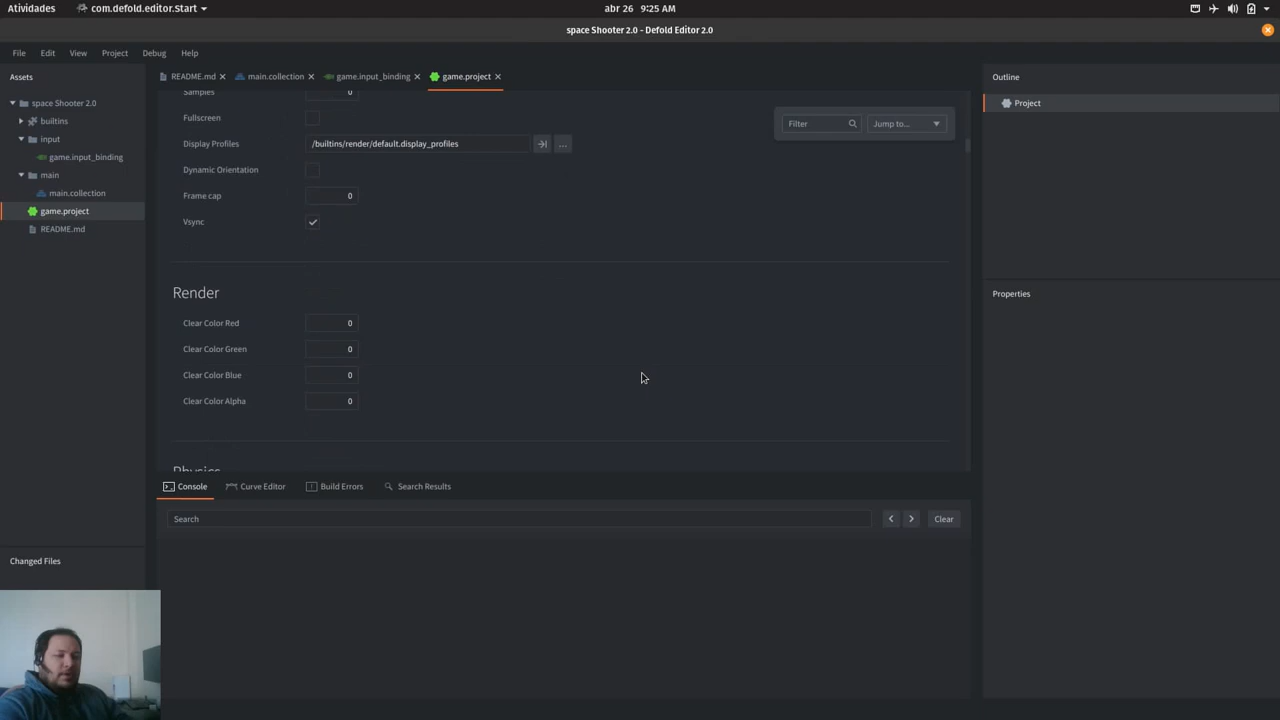 Atividades
com.defold.editor.Start
abr 26 9:25 AM
space Shooter 2.0 - Defold Editor 2.0
File Edit View Project Debug Help
Assets
space Shooter 2.0
builtins
input
game.input_binding
main
main.collection
game.project
README.md
Changed Files
README.md main.collection game.input_binding game.project
Samples 0
Filter
Jump to...
Fullscreen
Display Profiles /builtins/render/default.display_profiles ...
Dynamic Orientation
Frame cap 0
Vsync
Render
Clear Color Red 0
Clear Color Green 0
Clear Color Blue 0
Clear Color Alpha 0
Physics
Console Curve Editor Build Errors Search Results
Search
Clear
Outline
Project
Properties